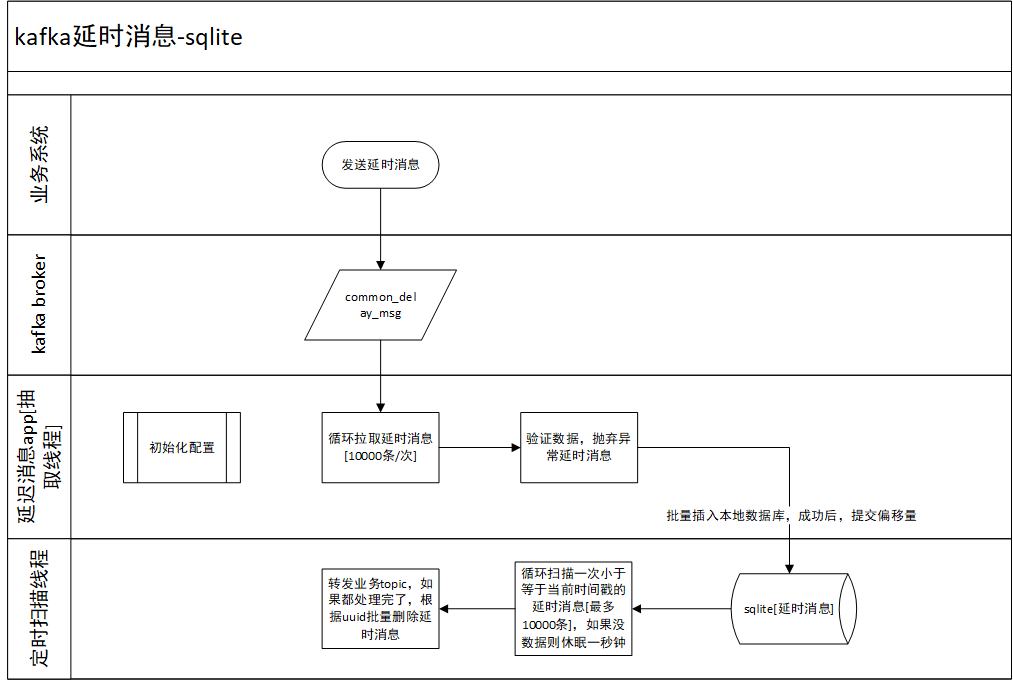 kafka延时消息-sqlite
业务系统
发送延时消息
kafka broker
common_del
ay_msg
延迟消息app[抽
取线程]
初始化配置
循环拉取延时消息
[10000条/次]
验证数据，抛弃异
常延时消息
批量插入本地数据库，成功后，提交偏移量
定时扫描线程
转发业务topic，如
果都处理完了，根
据uuid批量删除延
时消息
循环扫描一次小于
等于当前时间戳的
延时消息[最多
10000条]，如果没
数据则休眠一秒钟
sqlite[延时消息]